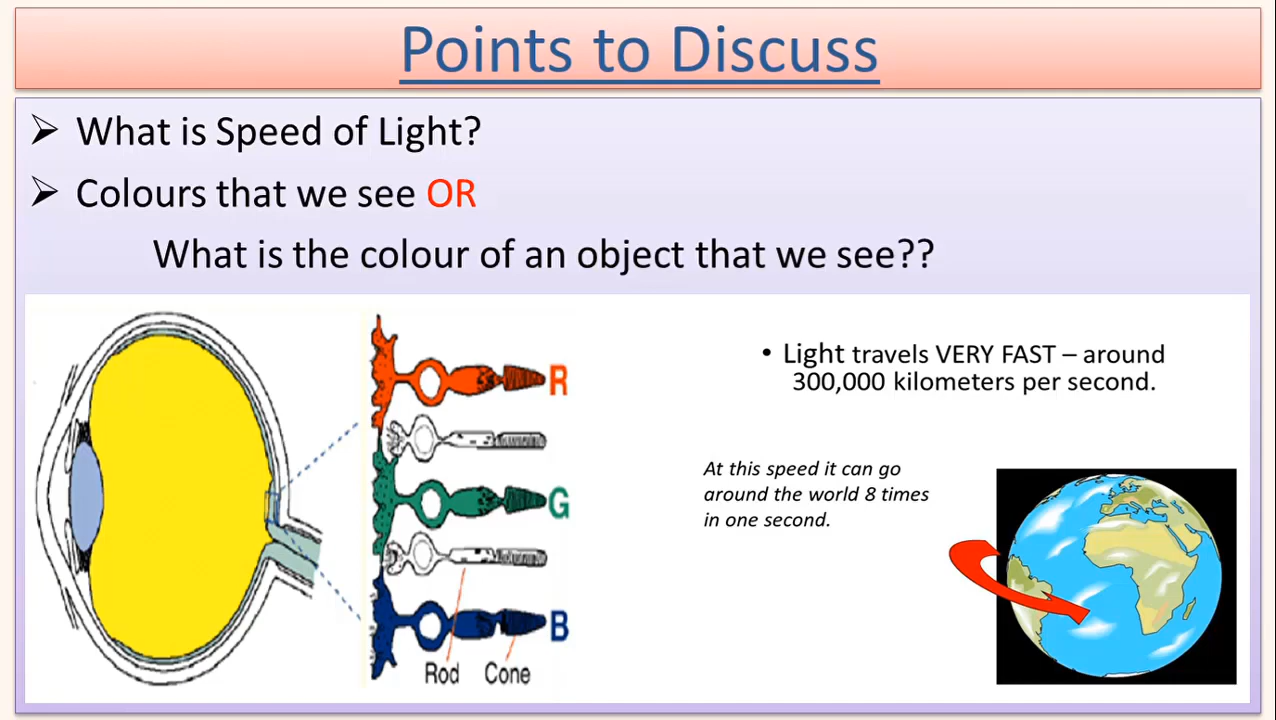 Points to Discuss
➢ What is Speed of Light?
➢ Colours that we see OR
What is the colour of an object that we see??
R
G
B
Rod Cone
• Light travels VERY FAST – around
300,000 kilometers per second.
At this speed it can go
around the world 8 times
in one second.